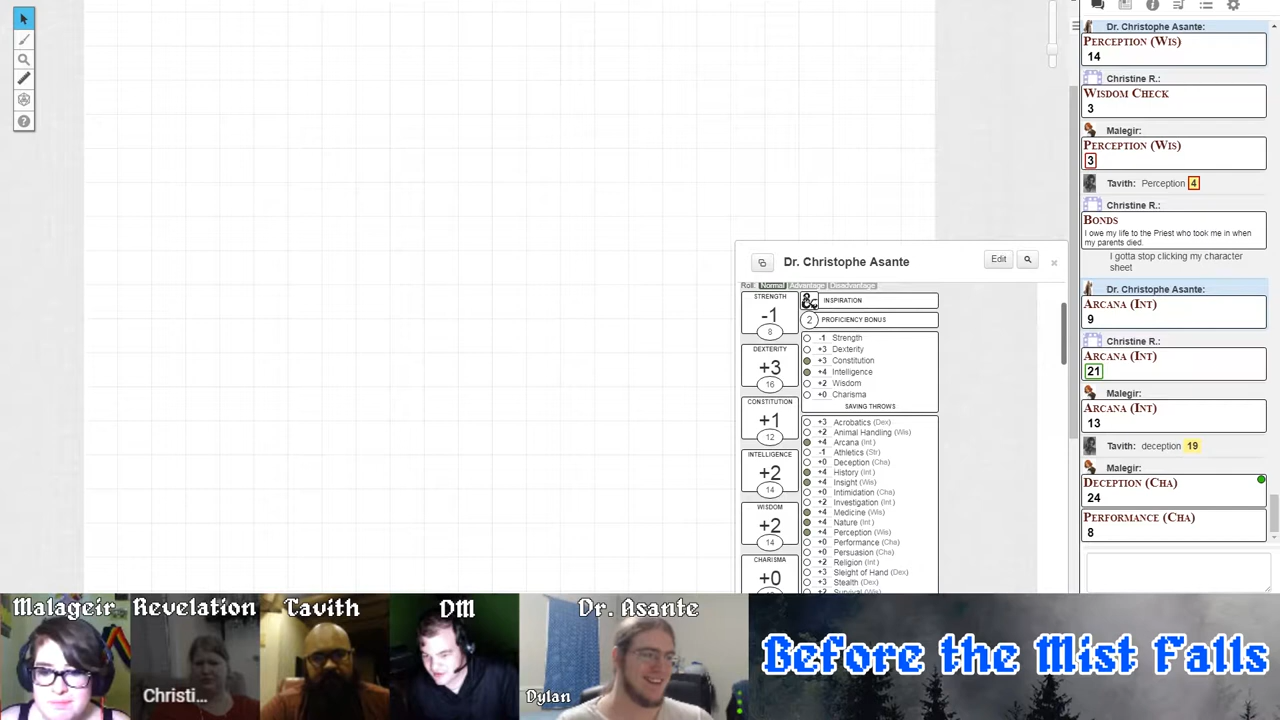 Dr. Christophe Asante:
PERCEPTION (WIS)
14
Christine R.:
WISDOM CHECK
3
Malegir:
PERCEPTION (WIS)
3
Tavith: Perception 4
Christine R.:
BONDS
I owe my life to the Priest who took me in when
my parents died.
I gotta stop clicking my character
sheet
Dr. Christophe Asante:
ARCANA (INT)
9
Christine R.:
ARCANA (INT)
21
Malegir:
ARCANA (INT)
13
Tavith: deception 19
Malegir:
DECEPTION (CHA)
24
PERFORMANCE (CHA)
8
Dr. Christophe Asante
Edit
Roll: Normal Advantage Disadvantage
STRENGTH
-1
8
DEXTERITY
+3
16
CONSTITUTION
+1
12
INTELLIGENCE
+2
14
WISDOM
+2
14
CHARISMA
+0
INSPIRATION
2 PROFICIENCY BONUS
-1 Strength
+3 Dexterity
+3 Constitution
+4 Intelligence
+2 Wisdom
+0 Charisma
SAVING THROWS
+3 Acrobatics (Dex)
+2 Animal Handling (Wis)
+4 Arcana (Int)
-1 Athletics (Str)
+0 Deception (Cha)
+4 History (Int)
+4 Insight (Wis)
+0 Intimidation (Cha)
+2 Investigation (Int)
+4 Medicine (Wis)
+4 Nature (Int)
+4 Perception (Wis)
+0 Performance (Cha)
+0 Persuasion (Cha)
+2 Religion (Int)
+3 Sleight of Hand (Dex)
+3 Stealth (Dex)
+2 Survival (Wis)
Malageir
Revelation
Tavith
DM
Dr. Asante
Christi...
Dylan
Before the Mist Falls